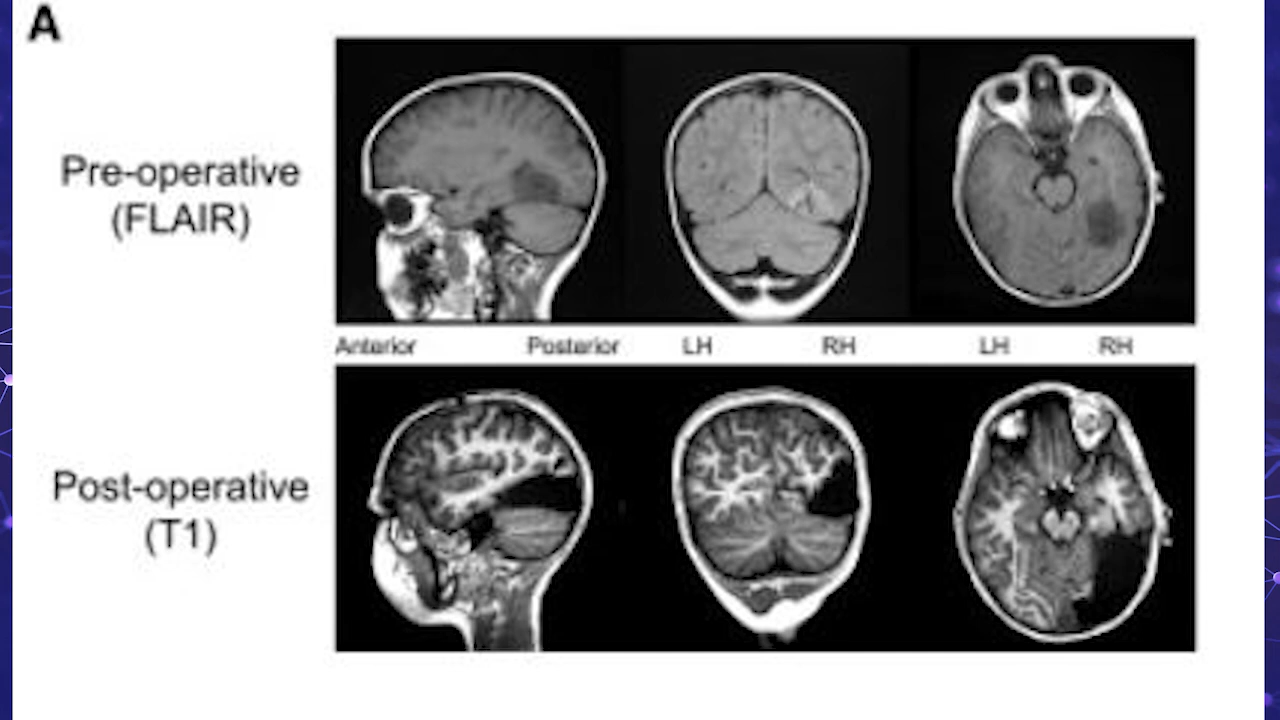 A
Pre-operative
(FLAIR)
Anterior Posterior LH RH LH RH
Post-operative
(T1)